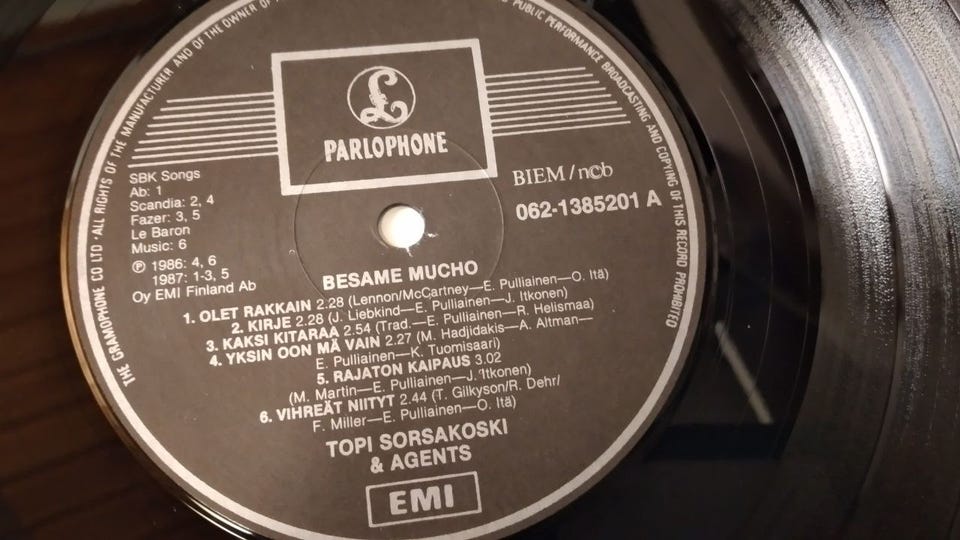 THE GRAMOPHONE CO LTD · ALL RIGHTS OF THE MANUFACTURER AND OF THE OWNER OF
PUBLIC PERFORMANCE BROADCASTING AND COPYING OF THIS RECORD PROHIBITED
£
PARLOPHONE
SBK Songs
Ab: 1
Scandia: 2, 4
Fazer: 3, 5
Le Baron
Music: 6
℗ 1986: 4, 6
1987: 1-3, 5
Oy EMI Finland Ab
BIEM/n©b
062-1385201 A
BESAME MUCHO
1. OLET RAKKAIN 2.28 (Lennon/McCartney—E. Pulliainen—O. Itä)
2. KIRJE 2.28 (J. Liebkind—E. Pulliainen—J. Itkonen)
3. KAKSI KITARAA 2.54 (Trad.—E. Pulliainen—R. Helismaa)
4. YKSIN OON MÄ VAIN 2.27 (M. Hadjidakis—A. Altman—
E. Pulliainen—K. Tuomisaari)
5. RAJATON KAIPAUS 3.02
(M. Martin—E. Pulliainen—J. Itkonen)
6. VIHREÄT NIITYT 2.44 (T. Gilkyson/R. Dehr/
F. Miller—E. Pulliainen—O. Itä)
TOPI SORSAKOSKI
& AGENTS
EMI